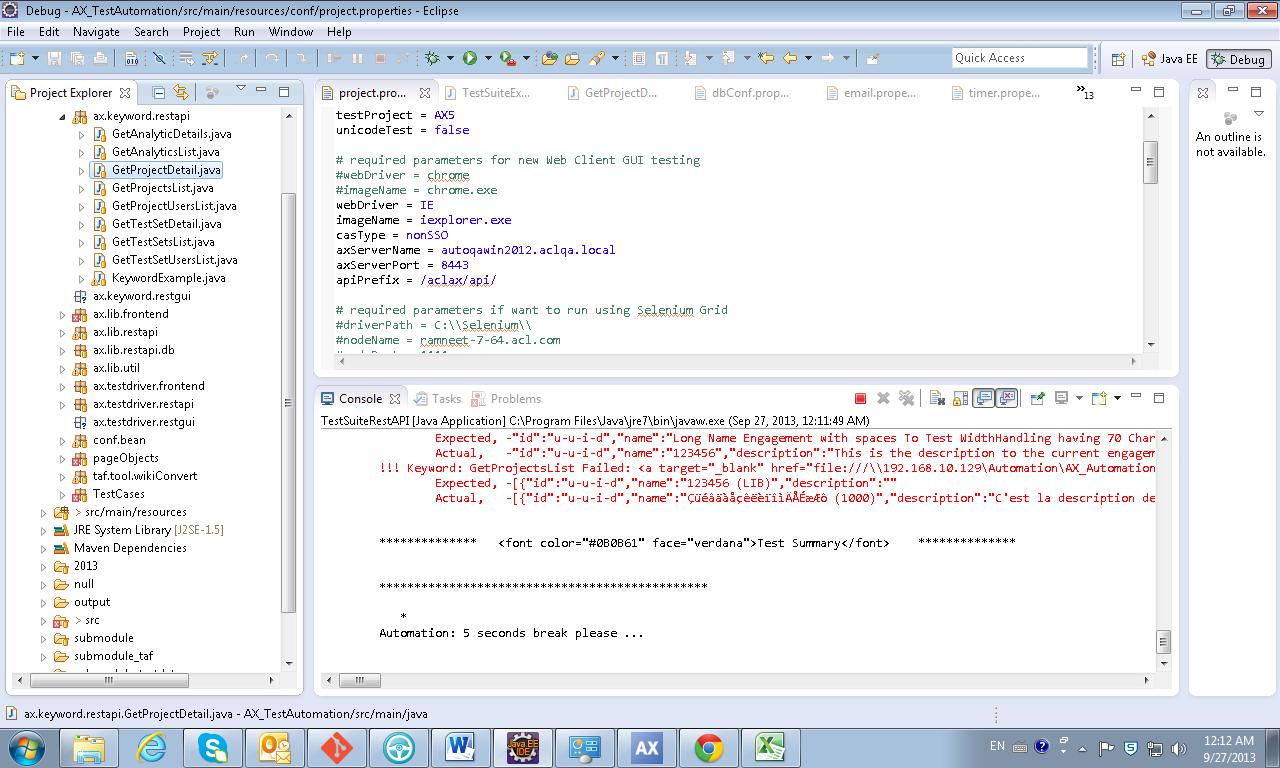 Debug - AX_TestAutomation/src/main/resources/conf/project.properties - Eclipse
File Edit Navigate Search Project Run Window Help
Quick Access
Java EE
Debug
Project Explorer
ax.keyword.restapi
GetAnalyticDetails.java
GetAnalyticsList.java
GetProjectDetail.java
GetProjectsList.java
GetProjectUsersList.java
GetTestSetDetail.java
GetTestSetsList.java
GetTestSetUsersList.java
KeywordExample.java
ax.keyword.restgui
ax.lib.frontend
ax.lib.restapi
ax.lib.restapi.db
ax.lib.util
ax.testdriver.frontend
ax.testdriver.restapi
ax.testdriver.restgui
conf.bean
pageObjects
taf.tool.wikiConvert
TestCases
> src/main/resources
JRE System Library [J2SE-1.5]
Maven Dependencies
2013
null
output
> src
submodule
submodule_taf
project.pro... TestSuiteEx... GetProjectD... dbConf.prop... email.prope... timer.prope... »13
testProject = AX5
unicodeTest = false
# required parameters for new Web Client GUI testing
#webDriver = chrome
#imageName = chrome.exe
webDriver = IE
imageName = iexplorer.exe
casType = nonSSO
axServerName = autoqawin2012.aclqa.local
axServerPort = 8443
apiPrefix = /aclax/api/
# required parameters if want to run using Selenium Grid
#driverPath = C:\\Selenium\\
#nodeName = ramneet-7-64.acl.com
An outline is
not available.
Console Tasks Problems
TestSuiteRestAPI [Java Application] C:\Program Files\Java\jre7\bin\javaw.exe (Sep 27, 2013, 12:11:49 AM)
Expected, -"id":"u-u-i-d","name":"Long Name Engagement with spaces To Test WidthHandling having 70 Char
Actual, -"id":"u-u-i-d","name":"123456","description":"This is the description to the current engagem
!!! Keyword: GetProjectsList Failed: <a target="_blank" href="file:///\\192.168.10.129\Automation\AX_Automation
Expected, -[{"id":"u-u-i-d","name":"123456 (LIB)","description":""
Actual, -[{"id":"u-u-i-d","name":"ÇüéâäàåçêëèïîìÄÅÉæÆô (1000)","description":"C'est la description de
************** <font color="#0B0B61" face="verdana">Test Summary</font> **************
***********************************************
*
Automation: 5 seconds break please ...
ax.keyword.restapi.GetProjectDetail.java - AX_TestAutomation/src/main/java
Java EE
IDE
AX
EN
12:12 AM
9/27/2013